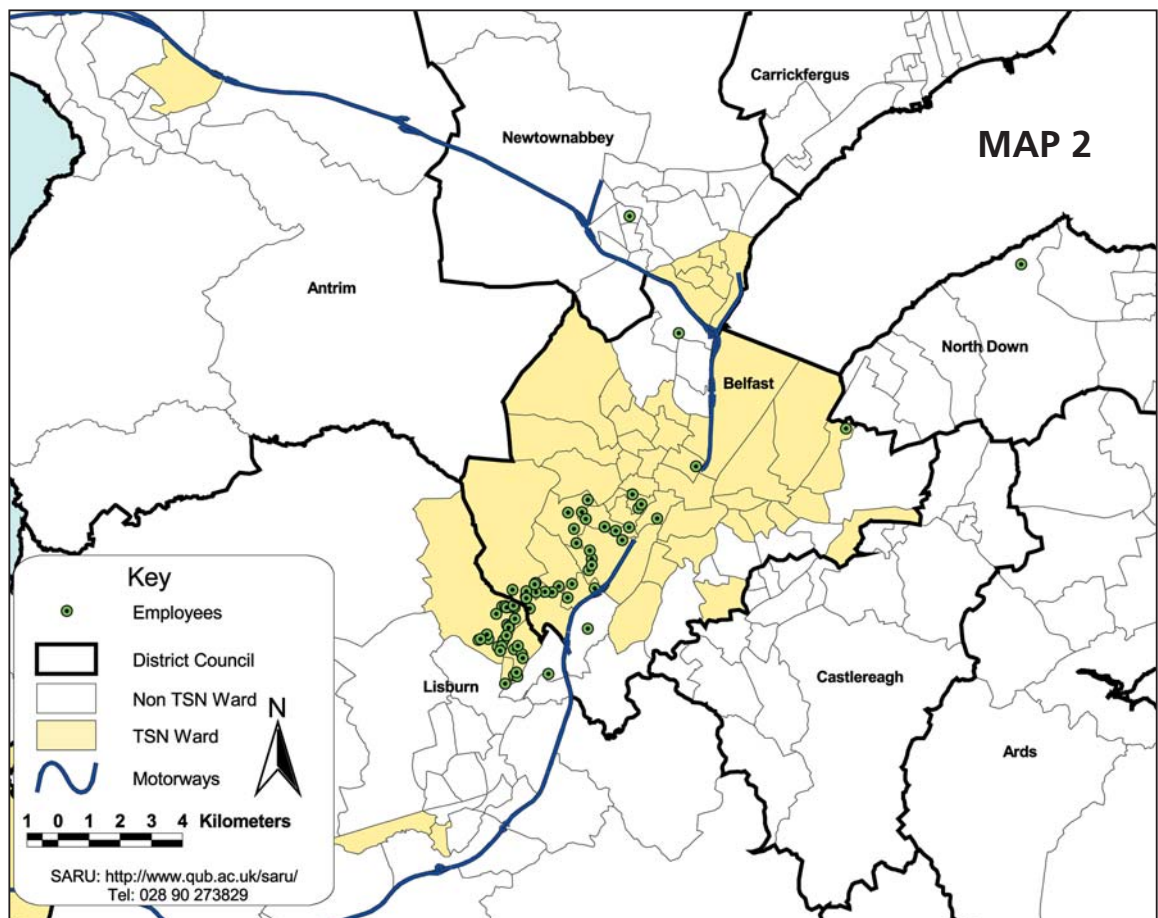 Carrickfergus
MAP 2
Newtownabbey
Antrim
North Down
Belfast
Lisburn
Castlereagh
Ards
Key
Employees
District Council
Non TSN Ward
TSN Ward
Motorways
N
1 0 1 2 3 4 Kilometers
SARU: http://www.qub.ac.uk/saru/
Tel: 028 90 273829